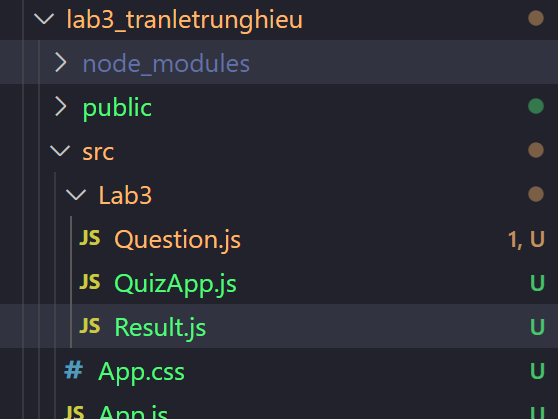 lab3_tranletrunghieu
node_modules
public
src
Lab3
JS Question.js 1, U
JS QuizApp.js U
JS Result.js U
# App.css U
JS App.js U